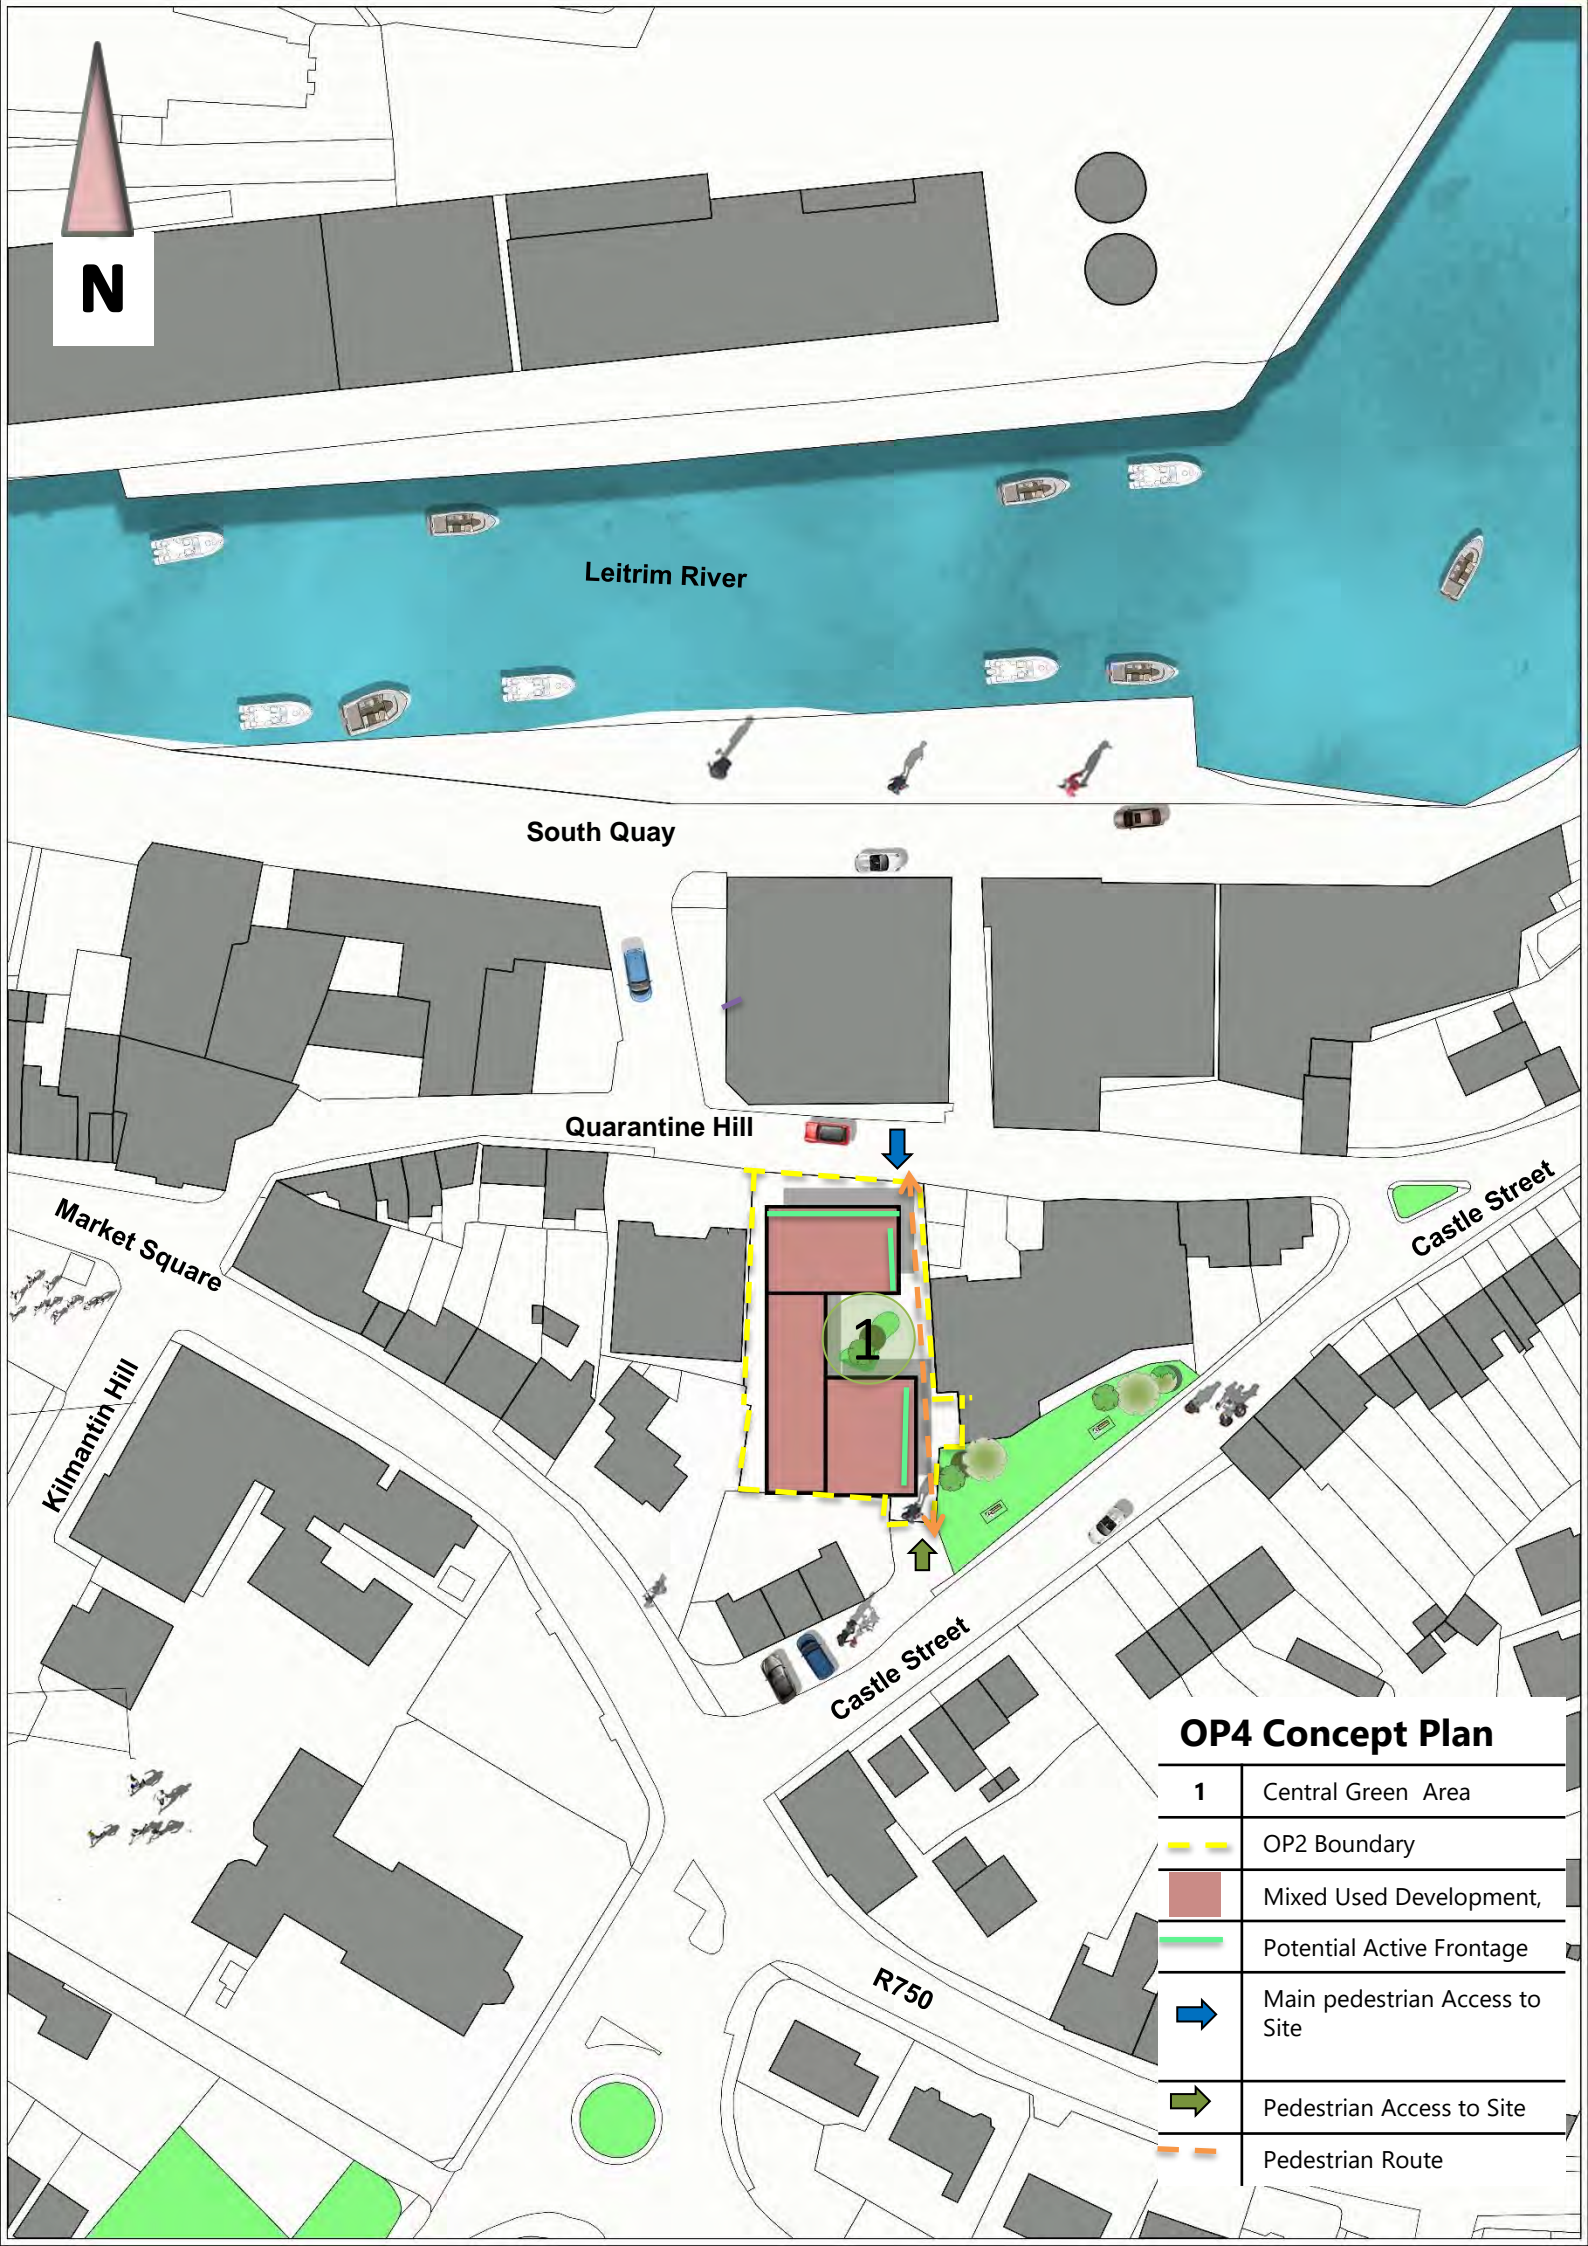 N
Leitrim River
South Quay
Quarantine Hill
Market Square
Castle Street
1
Kilmantin Hill
Castle Street
R750
OP4 Concept Plan
1 Central Green Area
OP2 Boundary
Mixed Used Development,
Potential Active Frontage
Main pedestrian Access to
Site
Pedestrian Access to Site
Pedestrian Route